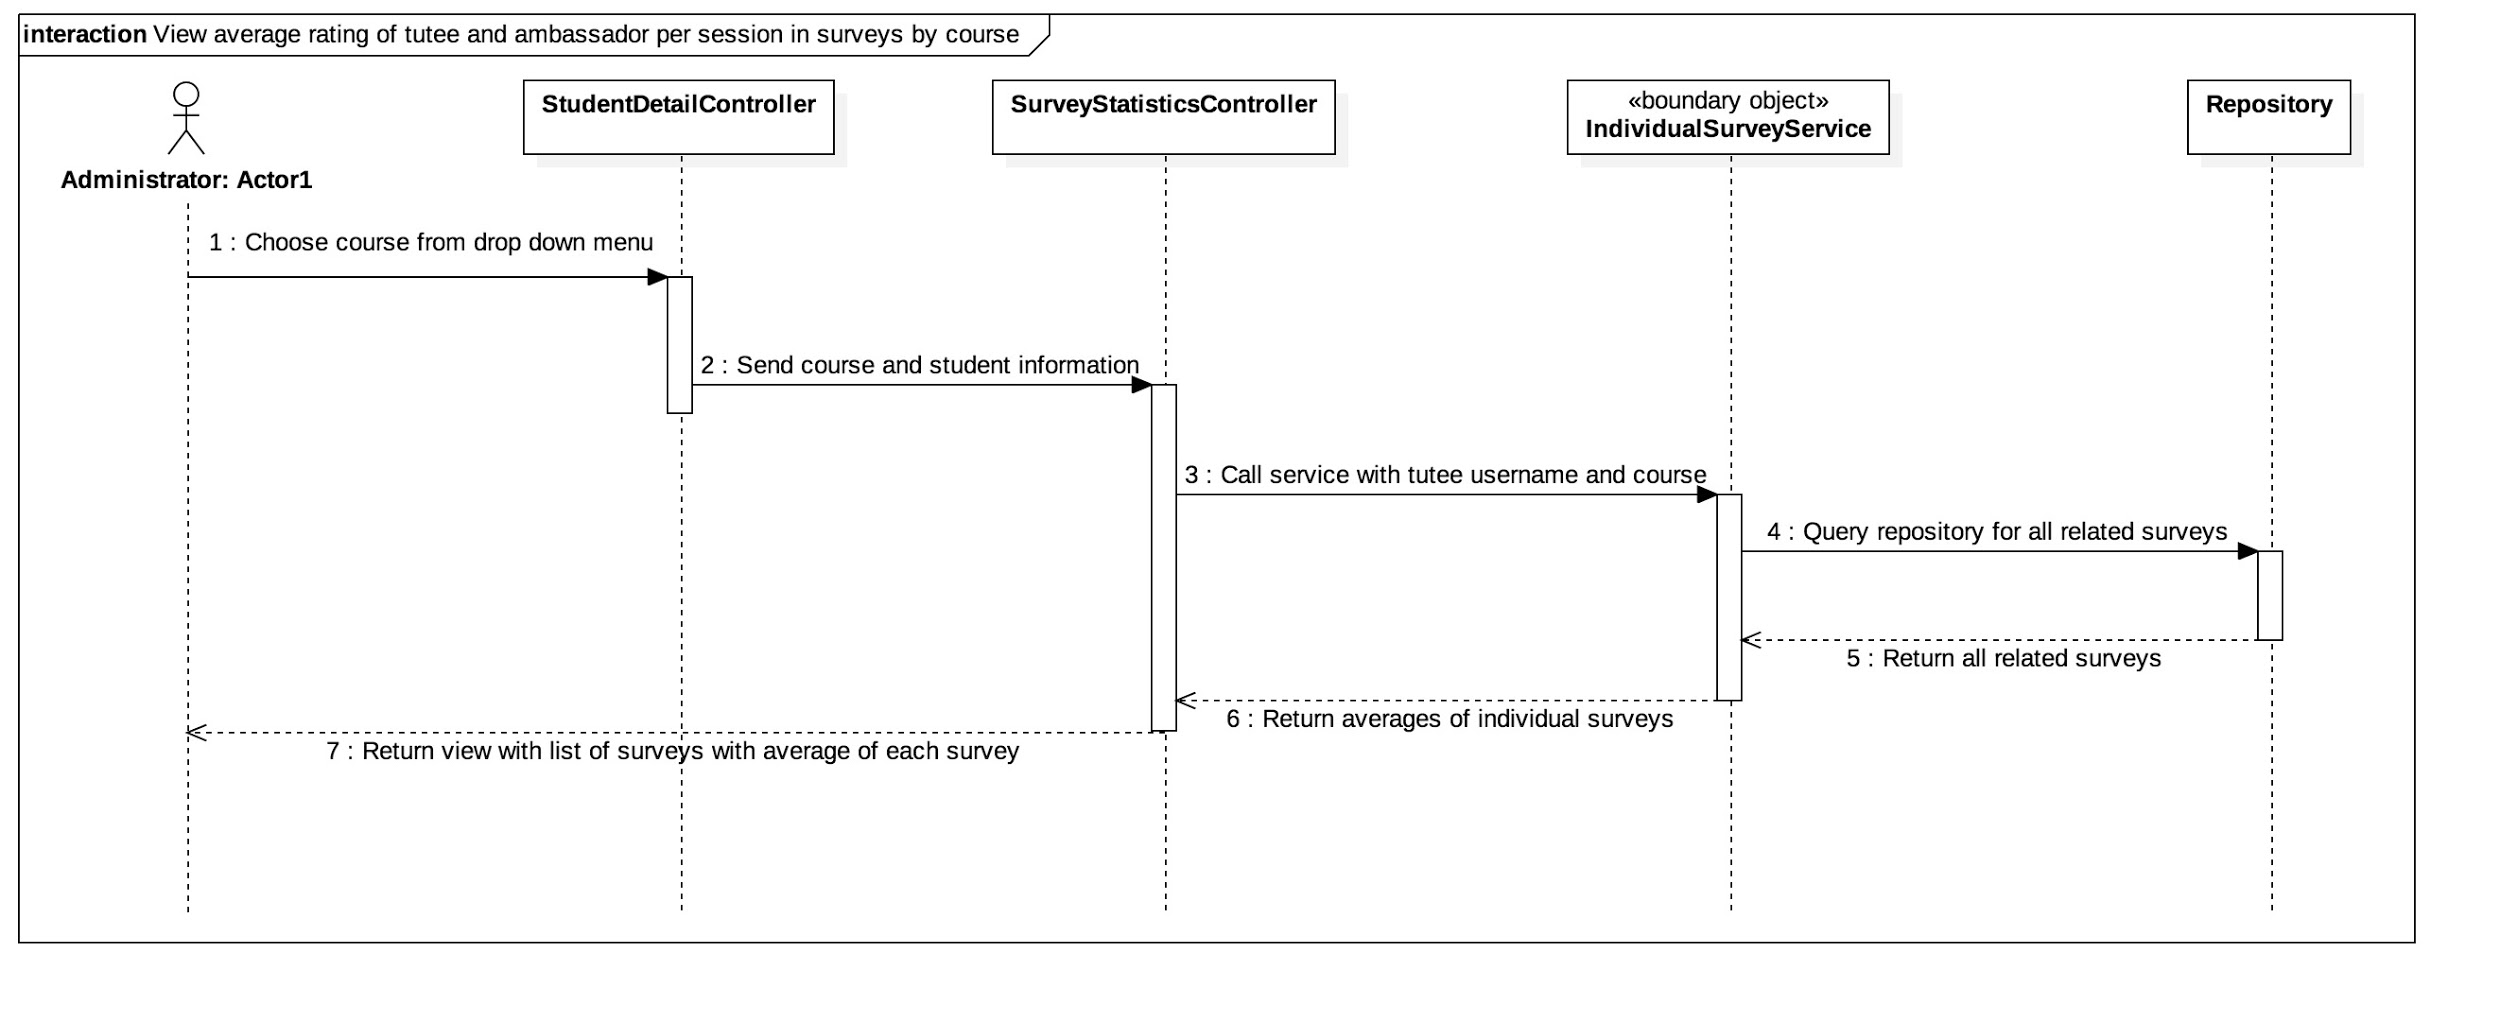 interaction View average rating of tutee and ambassador per session in surveys by course
Administrator: Actor1
StudentDetailController
SurveyStatisticsController
«boundary object»
IndividualSurveyService
Repository
1 : Choose course from drop down menu
2 : Send course and student information
3 : Call service with tutee username and course
4 : Query repository for all related surveys
5 : Return all related surveys
6 : Return averages of individual surveys
7 : Return view with list of surveys with average of each survey